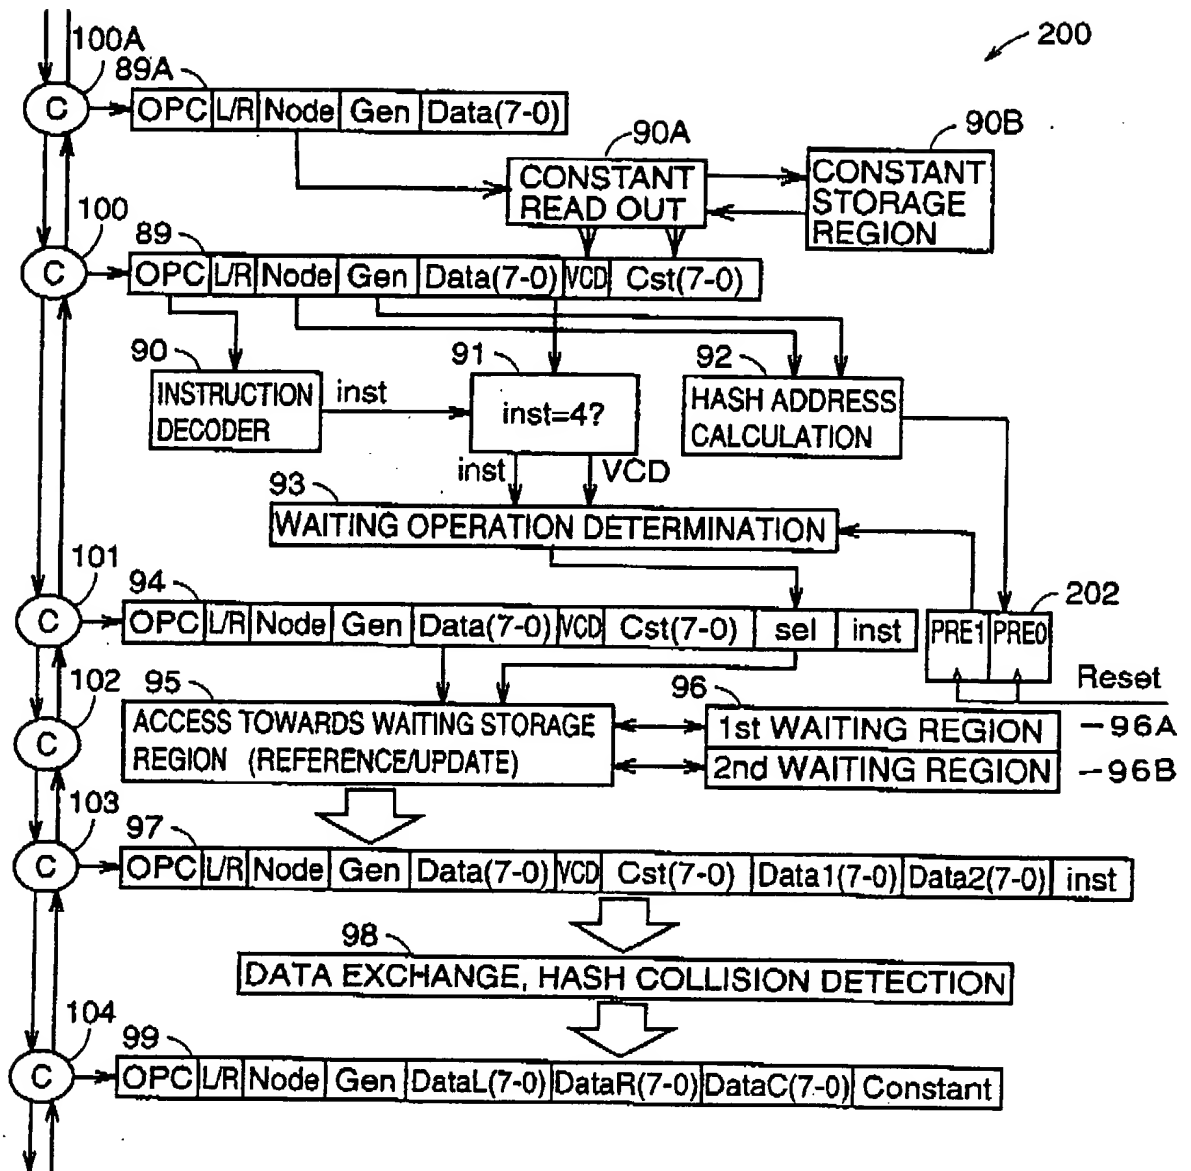 100A
200
89A
C
OPC L/R Node Gen Data(7-0)
90A
90B
CONSTANT
READ OUT
CONSTANT
STORAGE
REGION
100
89
C
OPC L/R Node Gen Data(7-0) VCD Cst(7-0)
90
91
92
INSTRUCTION
DECODER
inst
inst=4?
HASH ADDRESS
CALCULATION
inst
VCD
93
WAITING OPERATION DETERMINATION
101
94
202
C
OPC L/R Node Gen Data(7-0) VCD Cst(7-0) sel inst
PRE1 PRE0
Reset
102
95
96
C
ACCESS TOWARDS WAITING STORAGE
REGION (REFERENCE/UPDATE)
1st WAITING REGION
-96A
2nd WAITING REGION
-96B
103
97
C
OPC L/R Node Gen Data(7-0) VCD Cst(7-0) Data1(7-0) Data2(7-0) inst
98
DATA EXCHANGE, HASH COLLISION DETECTION
104
99
C
OPC L/R Node Gen DataL(7-0) DataR(7-0) DataC(7-0) Constant